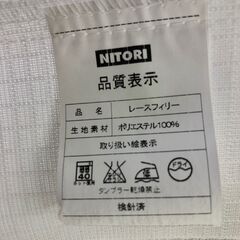 NITORI
品質表示
品名 レースフィリー
生地素材 ポリエステル100%
取り扱い絵表示
40 中 ドライ
ネット使用
タンブラー乾燥禁止
検針済